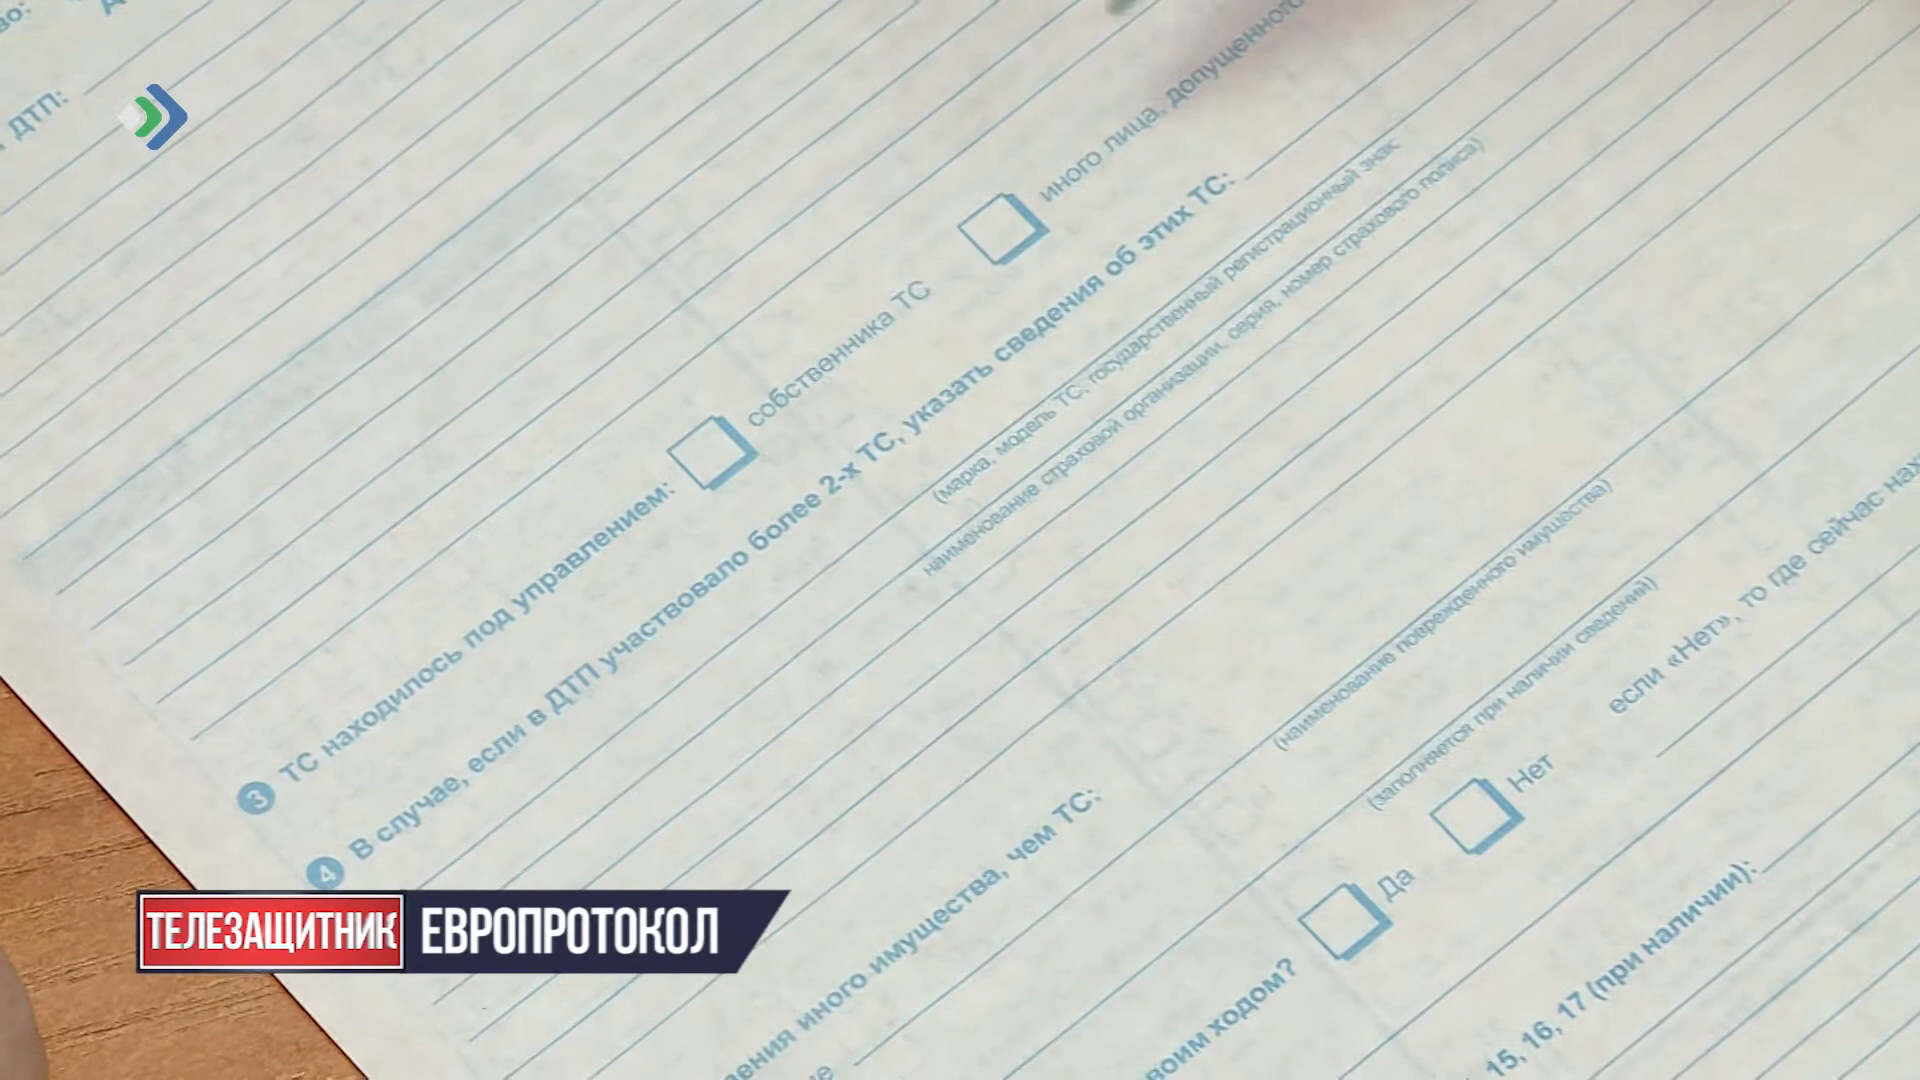 ДТП:
3 ТС находилось под управлением: собственника ТС иного лица, допущенного
4 В случае, если в ДТП участвовало более 2-х ТС, указать сведения об этих ТС:
(марка, модель ТС, государственный регистрационный знак
наименование страховой организации, серия, номер страхового полиса)
иного имущества, чем ТС:
(наименование поврежденного имущества)
(заполняется при наличии сведений)
ходом? Да Нет если «Нет», то где сейчас
15, 16, 17 (при наличии):
ТЕЛЕЗАЩИТНИК ЕВРОПРОТОКОЛ